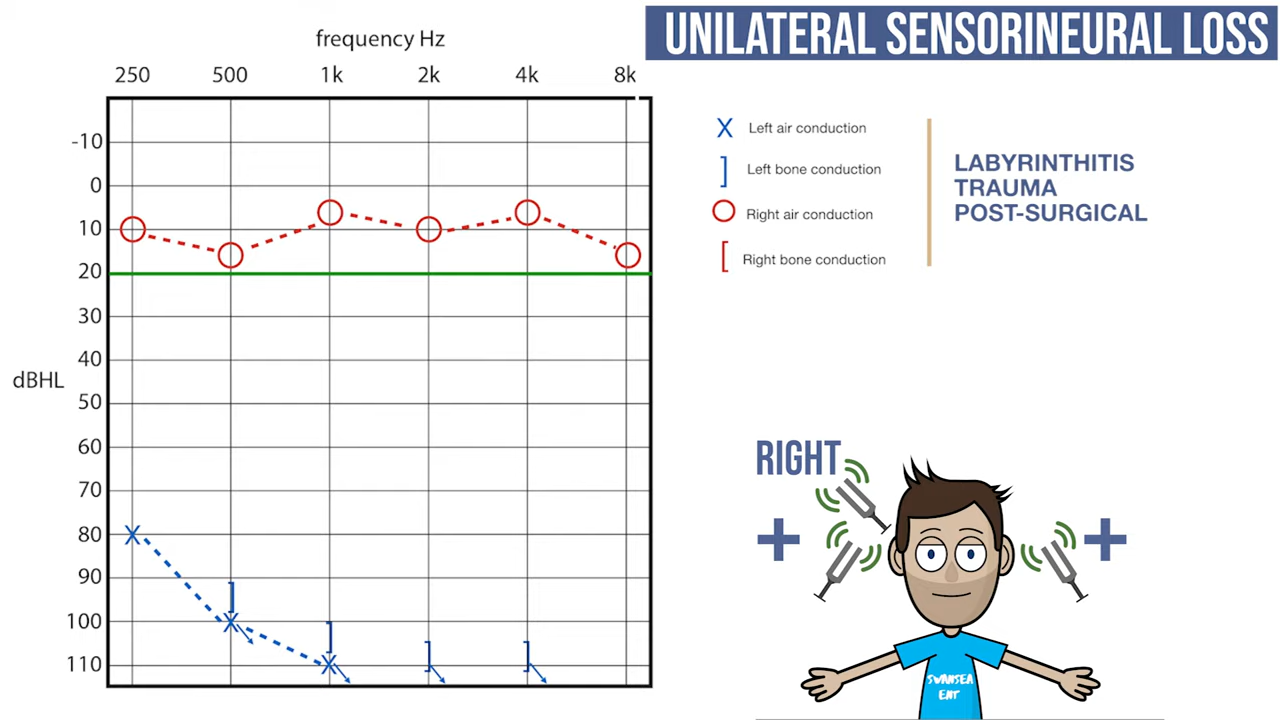 UNILATERAL SENSORINEURAL LOSS
frequency Hz
250 500 1k 2k 4k 8k
-10
0
10
20
30
40
dBHL
50
60
70
80
90
100
110
X Left air conduction
] Left bone conduction
Right air conduction
[ Right bone conduction
LABYRINTHITIS
TRAUMA
POST-SURGICAL
RIGHT
+ +
SWANSEA
ENT